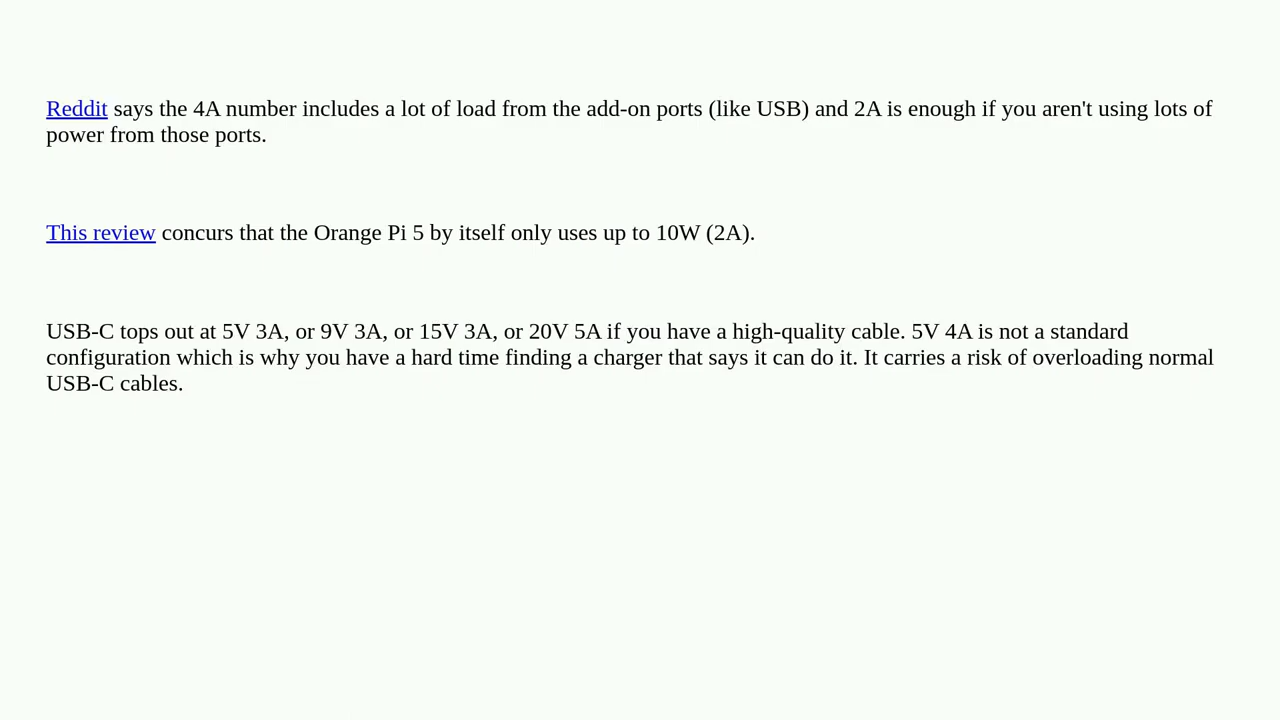 Reddit says the 4A number includes a lot of load from the add-on ports (like USB) and 2A is enough if you aren't using lots of
power from those ports.
This review concurs that the Orange Pi 5 by itself only uses up to 10W (2A).
USB-C tops out at 5V 3A, or 9V 3A, or 15V 3A, or 20V 5A if you have a high-quality cable. 5V 4A is not a standard
configuration which is why you have a hard time finding a charger that says it can do it. It carries a risk of overloading normal
USB-C cables.